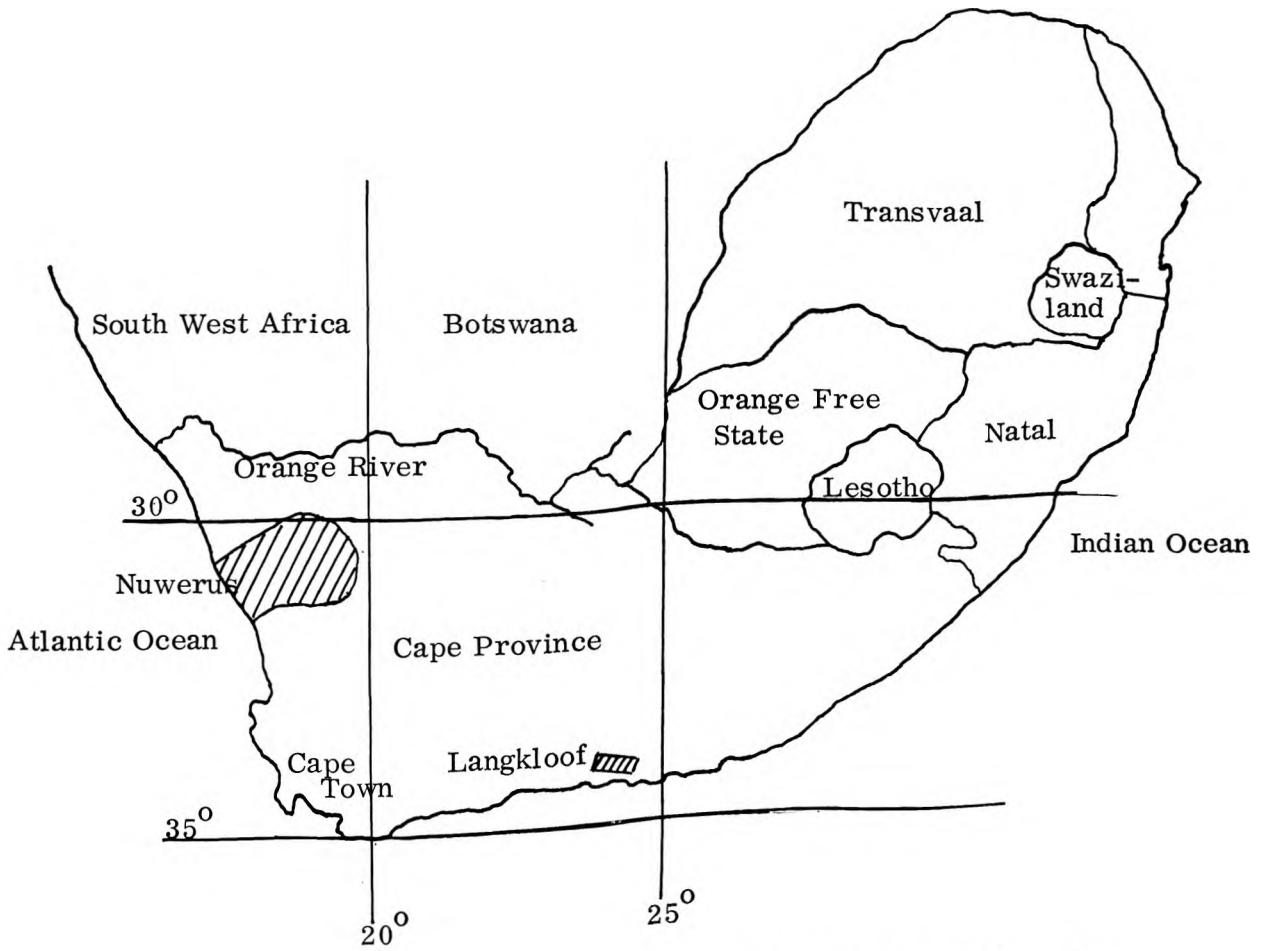 Transvaal
Swazi-
land
South West Africa
Botswana
Orange Free
State
Natal
Orange River
Lesotho
30°
Indian Ocean
Nuwerus
Atlantic Ocean
Cape Province
Langkloof
Cape
Town
35°
25°
20°